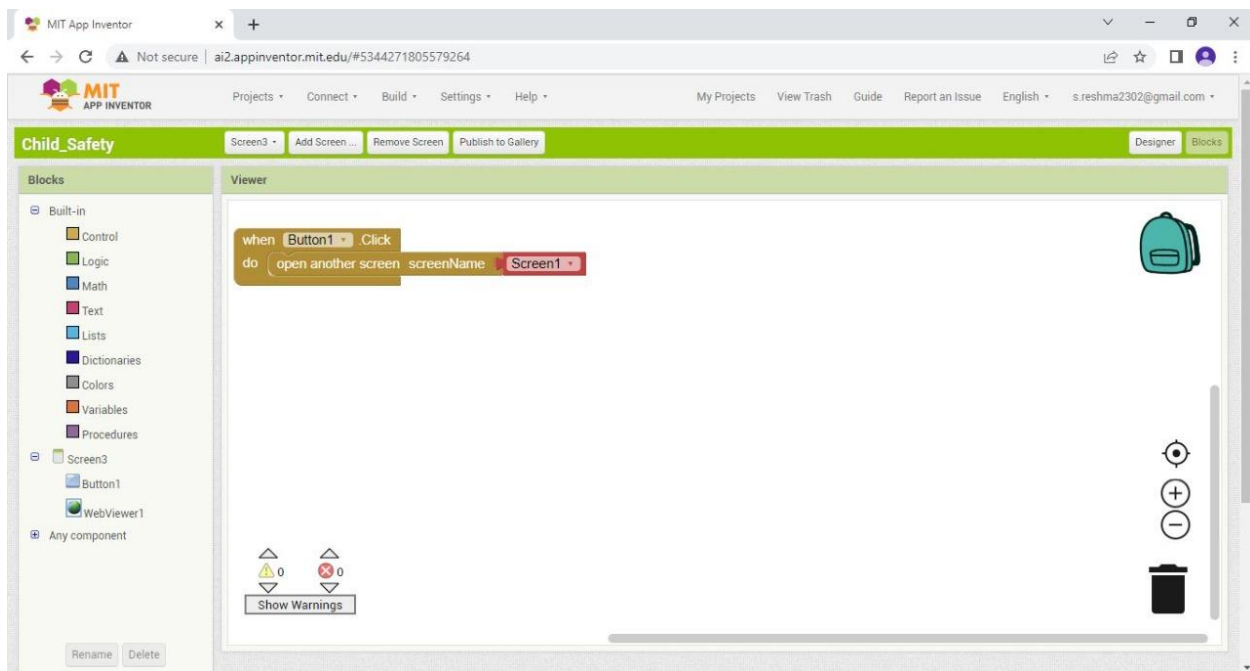 MIT App Inventor
Not secure ai2.appinventor.mit.edu/#5344271805579264
MIT APP INVENTOR
Projects Connect Build Settings Help My Projects View Trash Guide Report an Issue English s.reshma2302@gmail.com
Child_Safety Screen3 Add Screen ... Remove Screen Publish to Gallery Designer Blocks
Blocks Viewer
Built-in
Control
Logic
Math
Text
Lists
Dictionaries
Colors
Variables
Procedures
Screen3
Button1
WebViewer1
Any component
Rename Delete
when Button1 .Click
do open another screen screenName Screen1
0 0
Show Warnings